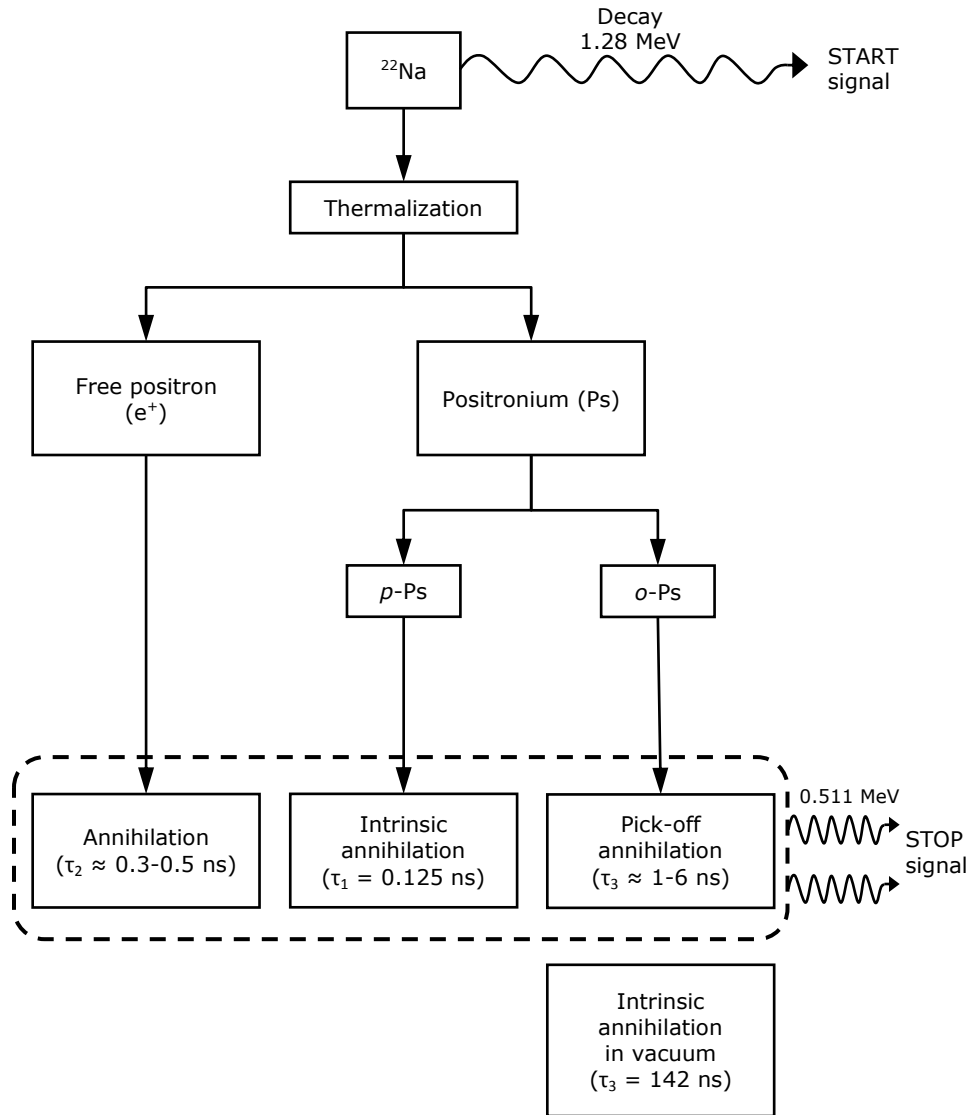 Decay
1.28 MeV
²²Na
START
signal
Thermalization
Free positron
(e⁺)
Positronium (Ps)
p-Ps
o-Ps
0.511 MeV
Annihilation
(τ₂ ≈ 0.3-0.5 ns)
Intrinsic
annihilation
(τ₁ = 0.125 ns)
Pick-off
annihilation
(τ₃ ≈ 1-6 ns)
STOP
signal
Intrinsic
annihilation
in vacuum
(τ₃ = 142 ns)